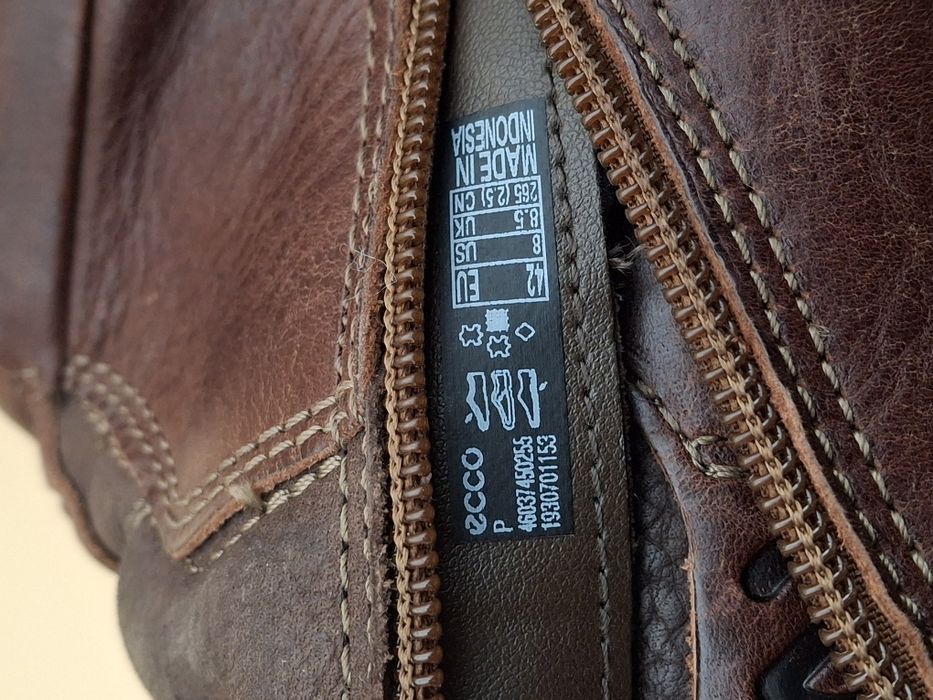 ecco
P
46037450255
1930701153
42 EU
8 US
8.5 UK
265 (2.5) CN
MADE IN
INDONESIA